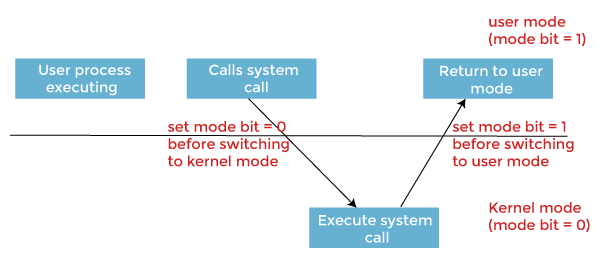 user mode
(mode bit = 1)
User process
executing
Calls system
call
Return to user
mode
set mode bit = 0
before switching
to kernel mode
set mode bit = 1
before switching
to user mode
Execute system
call
Kernel mode
(mode bit = 0)